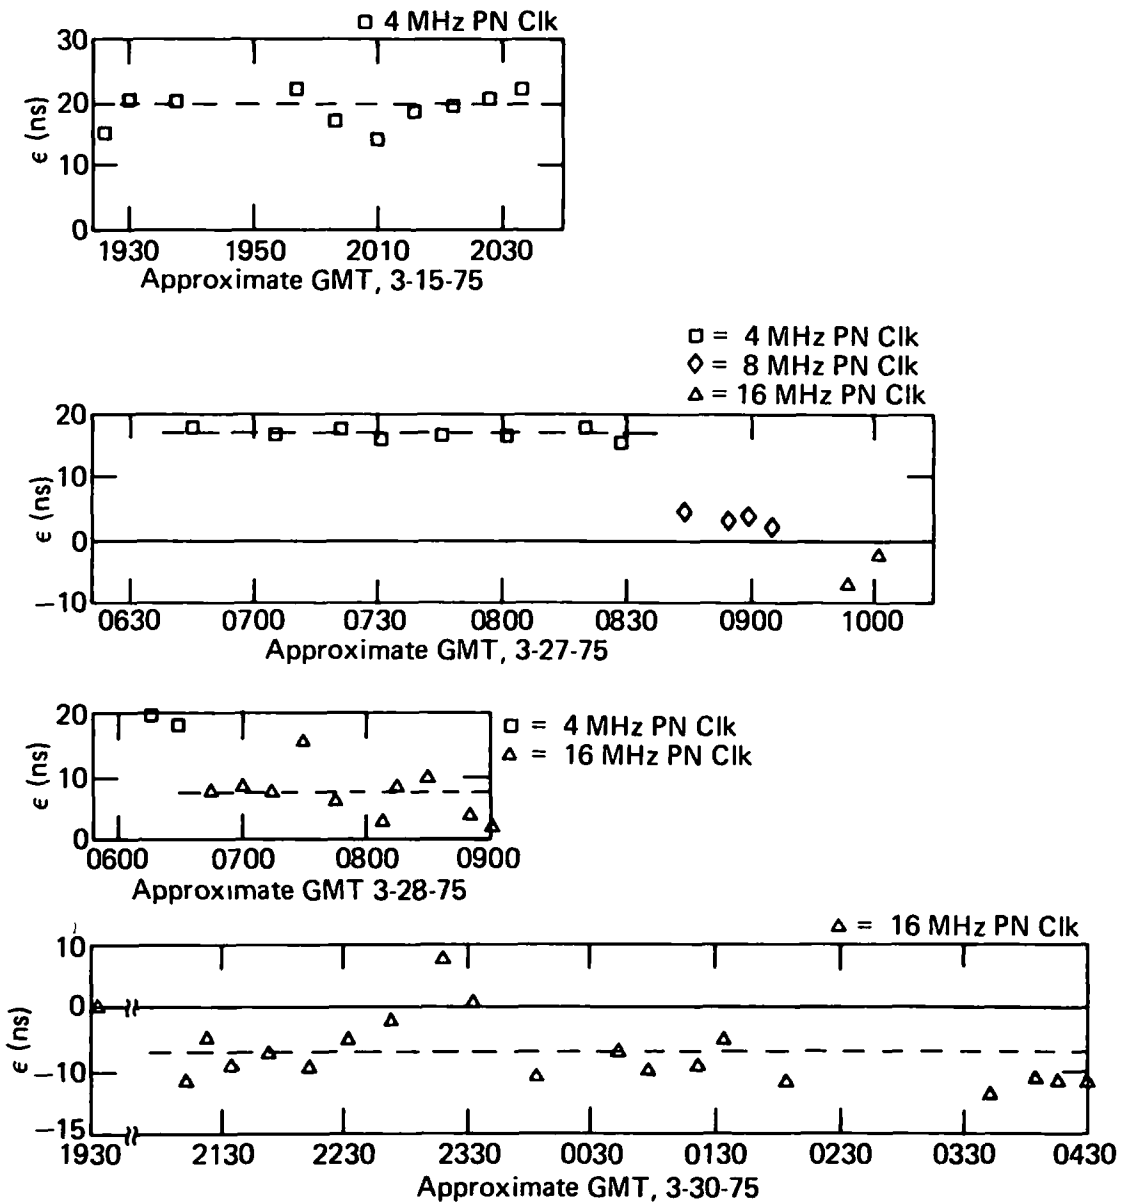 □ 4 MHz PN Clk
30
20
10
0
ϵ (ns)
1930 1950 2010 2030
Approximate GMT, 3-15-75
□ = 4 MHz PN Clk
◇ = 8 MHz PN Clk
△ = 16 MHz PN Clk
20
10
0
−10
ϵ (ns)
0630 0700 0730 0800 0830 0900 1000
Approximate GMT, 3-27-75
□ = 4 MHz PN Clk
△ = 16 MHz PN Clk
20
10
0
ϵ (ns)
0600 0700 0800 0900
Approximate GMT 3-28-75
△ = 16 MHz PN Clk
10
0
−10
−15
ϵ (ns)
1930 2130 2230 2330 0030 0130 0230 0330 0430
Approximate GMT, 3-30-75